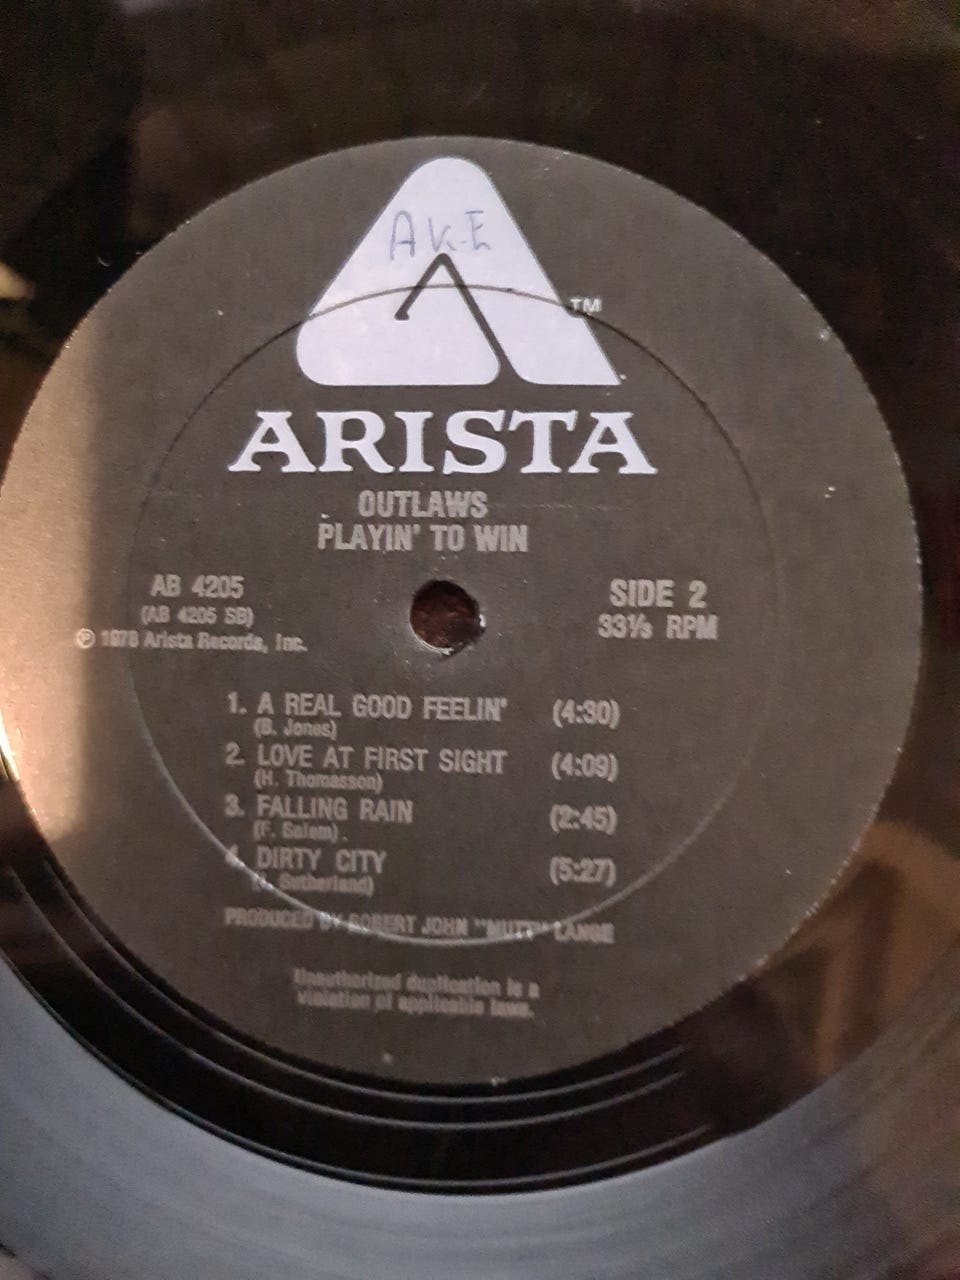 AKE
TM
ARISTA
OUTLAWS
PLAYIN' TO WIN
AB 4205
(AB 4205 SB)
℗ 1978 Arista Records, Inc.
SIDE 2
33⅓ RPM
1. A REAL GOOD FEELIN' (4:30)
(B. Jones)
2. LOVE AT FIRST SIGHT (4:09)
(H. Thomasson)
3. FALLING RAIN (2:45)
(F. Salem)
4. DIRTY CITY (5:27)
Sutherland)
PRODUCED BY ROBERT JOHN "MUTT" LANGE
Unauthorized duplication is a
violation of applicable laws.